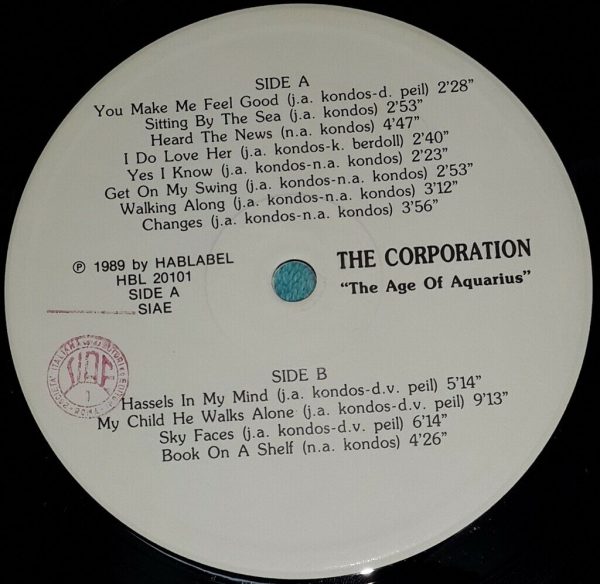 SIDE A
You Make Me Feel Good (j.a. kondos-d. peil) 2'28"
Sitting By The Sea (j.a. kondos) 2'53"
Heard The News (n.a. kondos) 4'47"
I Do Love Her (j.a. kondos-k. berdoll) 2'40"
Yes I Know (j.a. kondos-n.a. kondos) 2'23"
Get On My Swing (j.a. kondos-n.a. kondos) 2'53"
Walking Along (j.a. kondos-n.a. kondos) 3'12"
Changes (j.a. kondos-n.a. kondos) 3'56"
℗ 1989 by HABLABEL
HBL 20101
SIDE A
SIAE
THE CORPORATION
"The Age Of Aquarius"
SIDE B
Hassels In My Mind (j.a. kondos-d.v. peil) 5'14"
My Child He Walks Alone (j.a. kondos-d.v. peil) 9'13"
Sky Faces (j.a. kondos-d.v. peil) 6'14"
Book On A Shelf (n.a. kondos) 4'26"